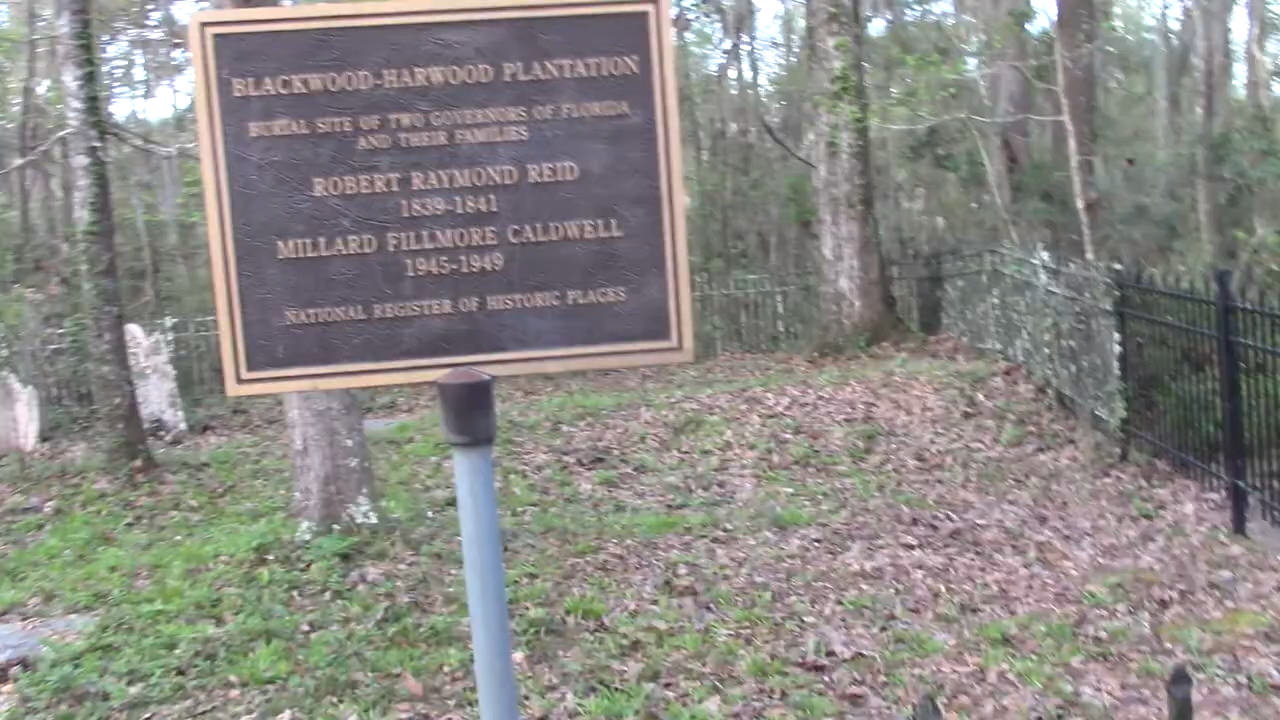 BLACKWOOD-HARWOOD PLANTATION
BURIAL SITE OF TWO GOVERNORS OF FLORIDA
AND THEIR FAMILIES
ROBERT RAYMOND REID
1839-1841
MILLARD FILLMORE CALDWELL
1945-1949
NATIONAL REGISTER OF HISTORIC PLACES